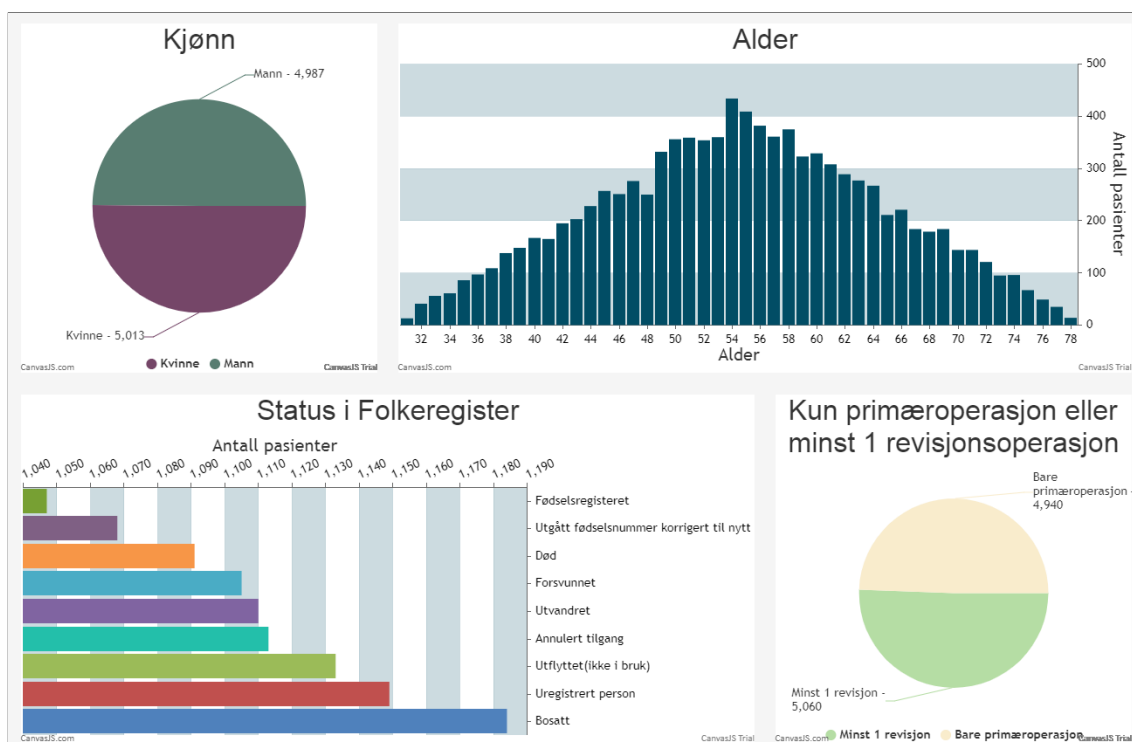 Kjønn
Mann - 4,987
Kvinne - 5,013
Kvinne Mann
CanvasJS.com
CanvasJS Trial
Alder
500
400
300
200
100
0
Antall pasienter
32 34 36 38 40 42 44 46 48 50 52 54 56 58 60 62 64 66 68 70 72 74 76 78
Alder
CanvasJS.com
CanvasJS Trial
Status i Folkeregister
Antall pasienter
1,040 1,050 1,060 1,070 1,080 1,090 1,100 1,110 1,120 1,130 1,140 1,150 1,160 1,170 1,180 1,190
Fødselsregisteret
Utgått fødselsnummer korrigert til nytt
Død
Forsvunnet
Utvandret
Annulert tilgang
Utflyttet(ikke i bruk)
Uregistrert person
Bosatt
CanvasJS.com
CanvasJS Trial
Kun primæroperasjon eller
minst 1 revisjonsoperasjon
Bare
primæroperasjon -
4,940
Minst 1 revisjon -
5,060
Minst 1 revisjon Bare primæroperasjon
CanvasJS.com
CanvasJS Trial